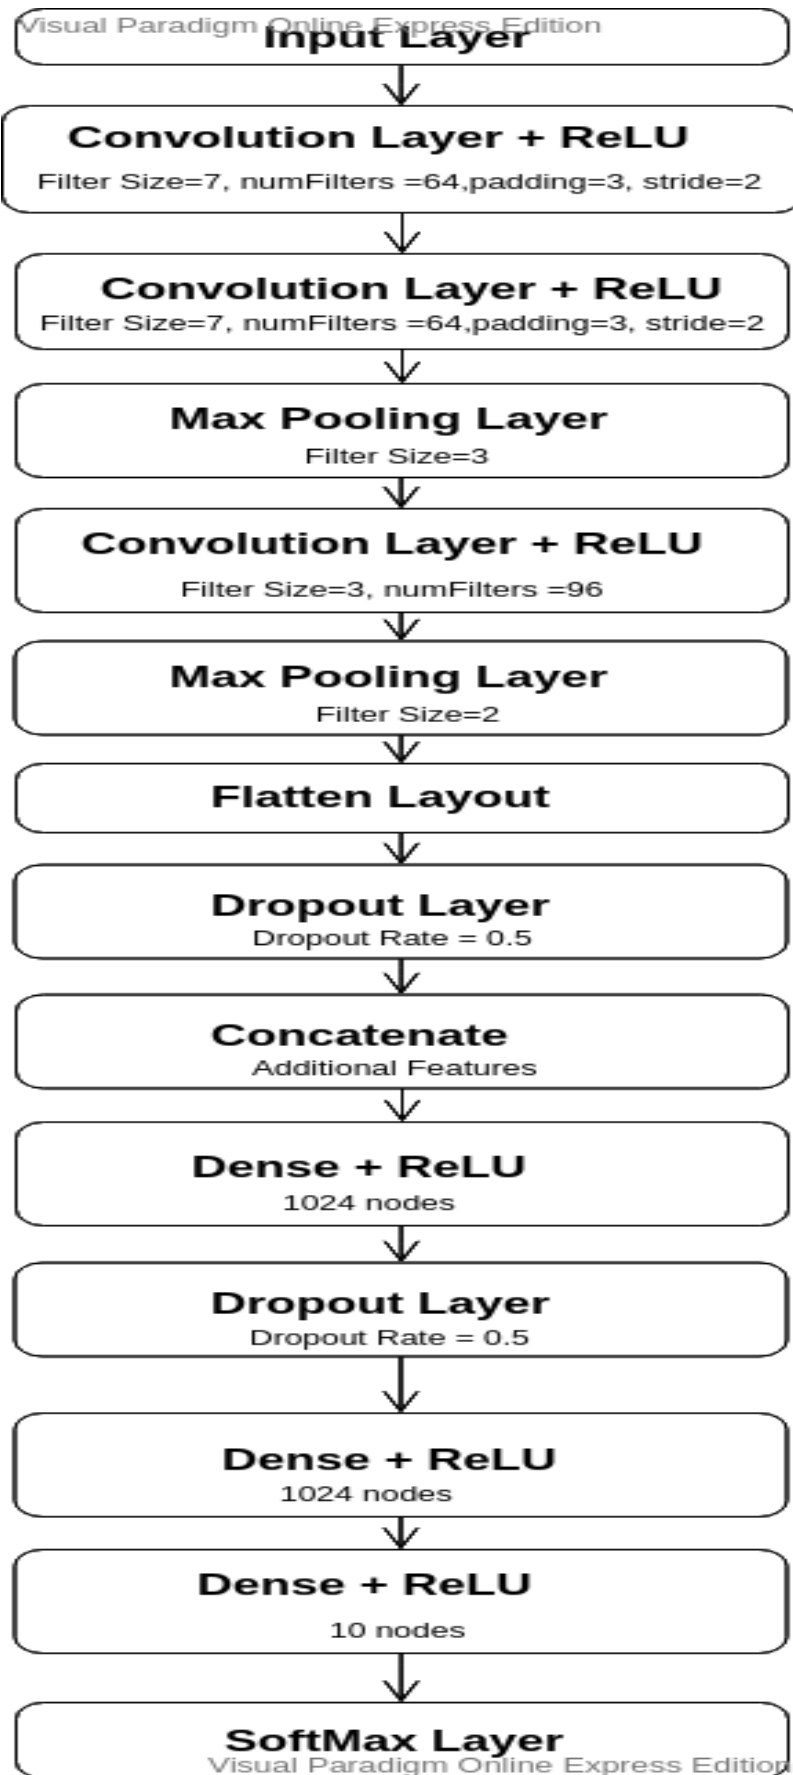 Visual Paradigm Online Express Edition
Input Layer
Convolution Layer + ReLU
Filter Size=7, numFilters =64,padding=3, stride=2
Convolution Layer + ReLU
Filter Size=7, numFilters =64,padding=3, stride=2
Max Pooling Layer
Filter Size=3
Convolution Layer + ReLU
Filter Size=3, numFilters =96
Max Pooling Layer
Filter Size=2
Flatten Layout
Dropout Layer
Dropout Rate = 0.5
Concatenate
Additional Features
Dense + ReLU
1024 nodes
Dropout Layer
Dropout Rate = 0.5
Dense + ReLU
1024 nodes
Dense + ReLU
10 nodes
SoftMax Layer
Visual Paradigm Online Express Edition